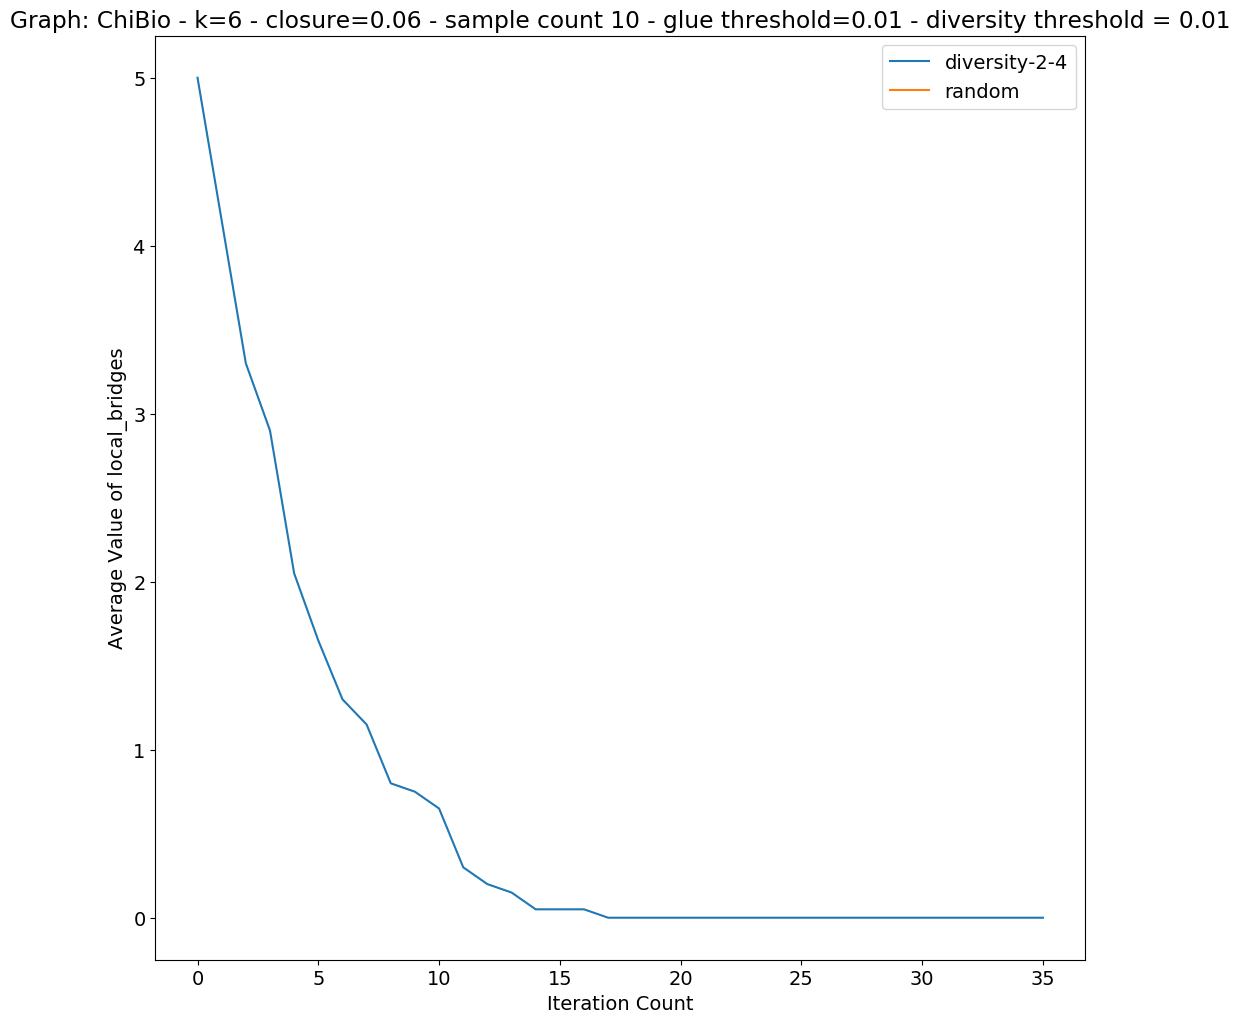 Graph: ChiBio - k=6 - closure=0.06 - sample count 10 - glue threshold=0.01 - diversity threshold = 0.01
diversity-2-4
random
Average Value of local_bridges
5
4
3
2
1
0
0 5 10 15 20 25 30 35
Iteration Count